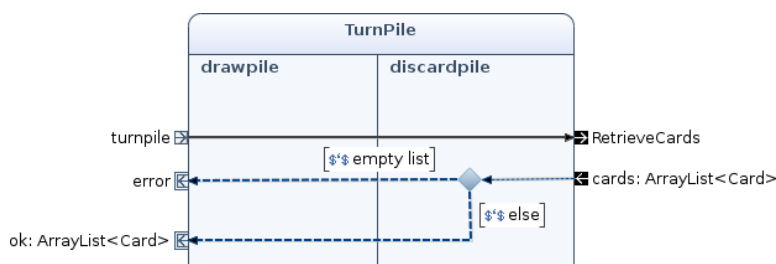 TurnPile
drawpile discardpile
turnpile RetrieveCards
[$'$ empty list]
error cards: ArrayList<Card>
[$'$ else]
ok: ArrayList<Card>